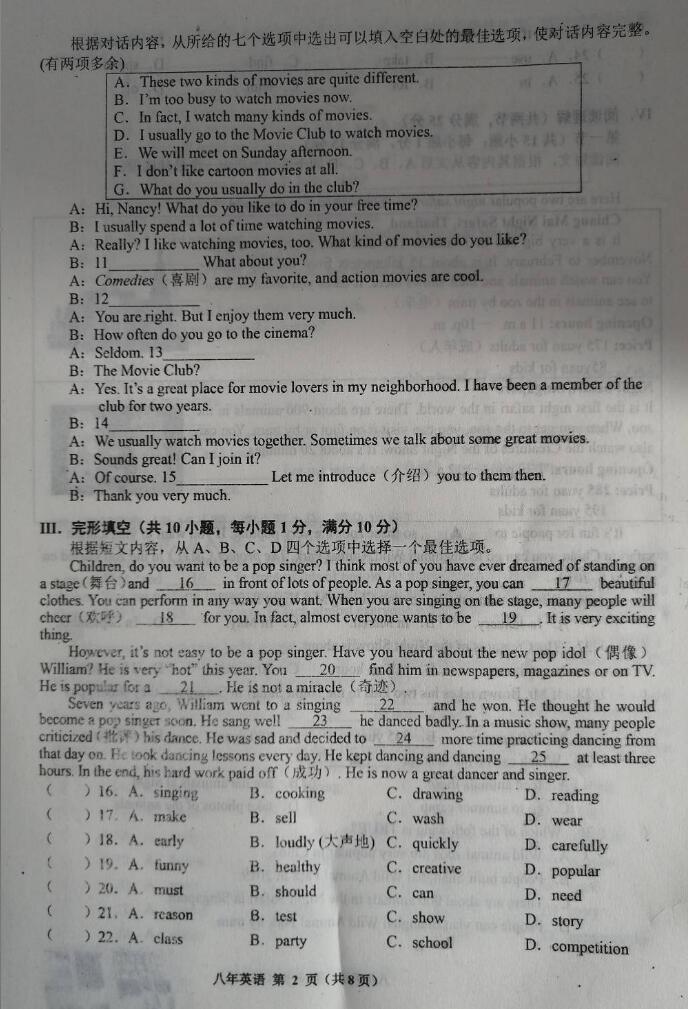 根据对话内容，从所给的七个选项中选出可以填入空白处的最佳选项，使对话内容完整。
(有两项多余)
A．These two kinds of movies are quite different.
B．I'm too busy to watch movies now.
C．In fact, I watch many kinds of movies.
D．I usually go to the Movie Club to watch movies.
E．We will meet on Sunday afternoon.
F．I don't like cartoon movies at all.
G．What do you usually do in the club?
A：Hi, Nancy! What do you like to do in your free time?
B：I usually spend a lot of time watching movies.
A：Really? I like watching movies, too. What kind of movies do you like?
B：11__________ What about you?
A：Comedies（喜剧）are my favorite, and action movies are cool.
B：12__________
A：You are right. But I enjoy them very much.
B：How often do you go to the cinema?
A：Seldom. 13__________
B：The Movie Club?
A：Yes. It's a great place for movie lovers in my neighborhood. I have been a member of the
club for two years.
B：14__________
A：We usually watch movies together. Sometimes we talk about some great movies.
B：Sounds great! Can I join it?
A：Of course. 15__________ Let me introduce（介绍）you to them then.
B：Thank you very much.
III．完形填空（共 10 小题，每小题 1 分，满分 10 分）
根据短文内容，从 A、B、C、D 四个选项中选择一个最佳选项。
Children, do you want to be a pop singer? I think most of you have ever dreamed of standing on
a stage（舞台）and __16__ in front of lots of people. As a pop singer, you can __17__ beautiful
clothes. You can perform in any way you want. When you are singing on the stage, many people will
cheer（欢呼）__18__ for you. In fact, almost everyone wants to be __19__. It is very exciting
thing.
However, it's not easy to be a pop singer. Have you heard about the new pop idol（偶像）
William? He is very "hot" this year. You __20__ find him in newspapers, magazines or on TV.
He is popular for a __21__. He is not a miracle（奇迹）.
Seven years ago, William went to a singing __22__ and he won. He thought he would
become a pop singer soon. He sang well __23__ he danced badly. In a music show, many people
criticized（批评）his dance. He was sad and decided to __24__ more time practicing dancing from
that day on. He took dancing lessons every day. He kept dancing and dancing __25__ at least three
hours. In the end, his hard work paid off（成功）. He is now a great dancer and singer.
(　　) 16. A．singing　B．cooking　C．drawing　D．reading
(　　) 17. A．make　B．sell　C．wash　D．wear
(　　) 18. A．early　B．loudly (大声地)　C．quickly　D．carefully
(　　) 19. A．funny　B．healthy　C．creative　D．popular
(　　) 20. A．must　B．should　C．can　D．need
(　　) 21. A．reason　B．test　C．show　D．story
(　　) 22. A．class　B．party　C．school　D．competition
八年英语 第 2 页（共 8 页）